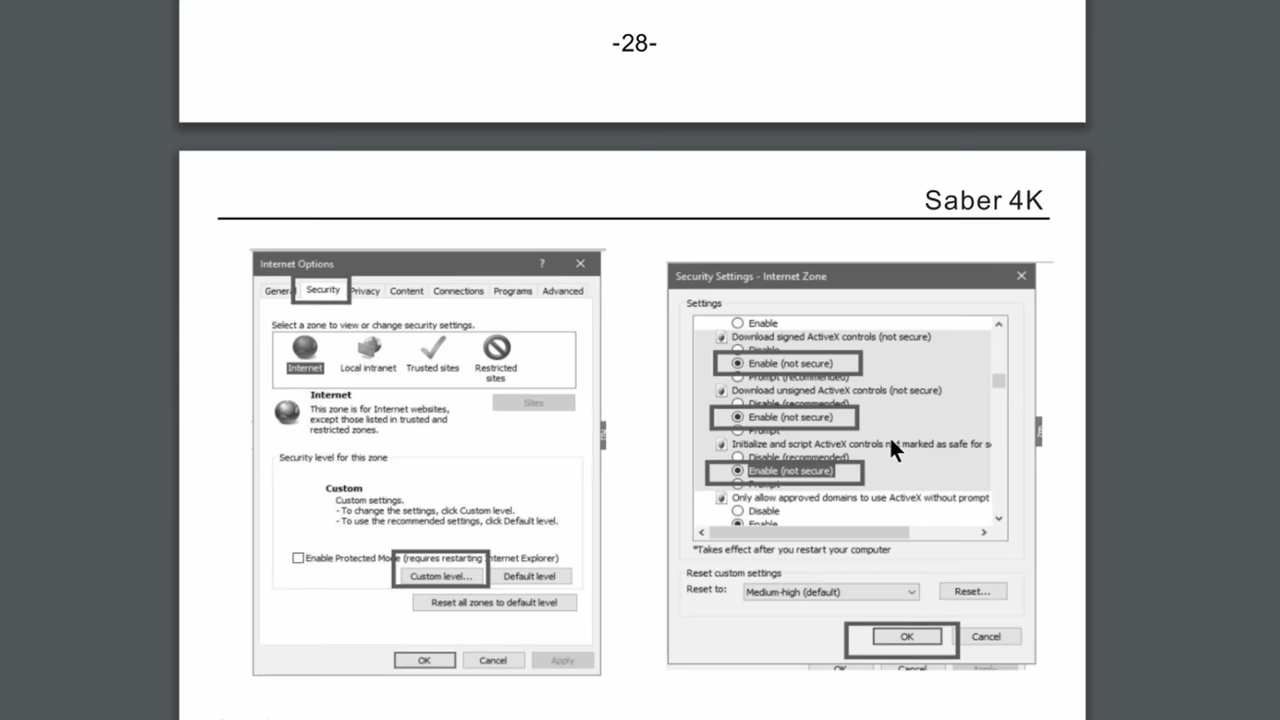 -28-
Saber 4K
Internet Options ? ×
General Security Privacy Content Connections Programs Advanced
Select a zone to view or change security settings.
Internet Local intranet Trusted sites Restricted
sites
Internet
This zone is for Internet websites,
except those listed in trusted and
restricted zones.
Sites
Security level for this zone
Custom
Custom settings.
- To change the settings, click Custom level.
- To use the recommended settings, click Default level.
Enable Protected Mode (requires restarting Internet Explorer)
Custom level... Default level
Reset all zones to default level
OK Cancel Apply
Security Settings - Internet Zone ×
Settings
Enable
Download signed ActiveX controls (not secure)
Disable
Enable (not secure)
Prompt (recommended)
Download unsigned ActiveX controls (not secure)
Disable (recommended)
Enable (not secure)
Prompt
Initialize and script ActiveX controls not marked as safe for s
Disable (recommended)
Enable (not secure)
Prompt
Only allow approved domains to use ActiveX without prompt
Disable
Enable
*Takes effect after you restart your computer
Reset custom settings
Reset to: Medium-high (default) Reset...
OK Cancel
OK Cancel Apply